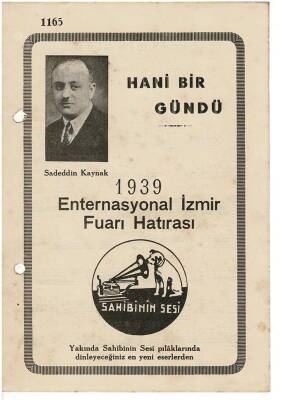 1165
HANİ BİR
GÜNDÜ
Sadeddin Kaynak
1939
Enternasyonal İzmir
Fuarı Hatırası
SAHİBİNİN SESİ
Yakında Sahibinin Sesi plâklarında
dinleyeceğiniz en yeni eserlerden